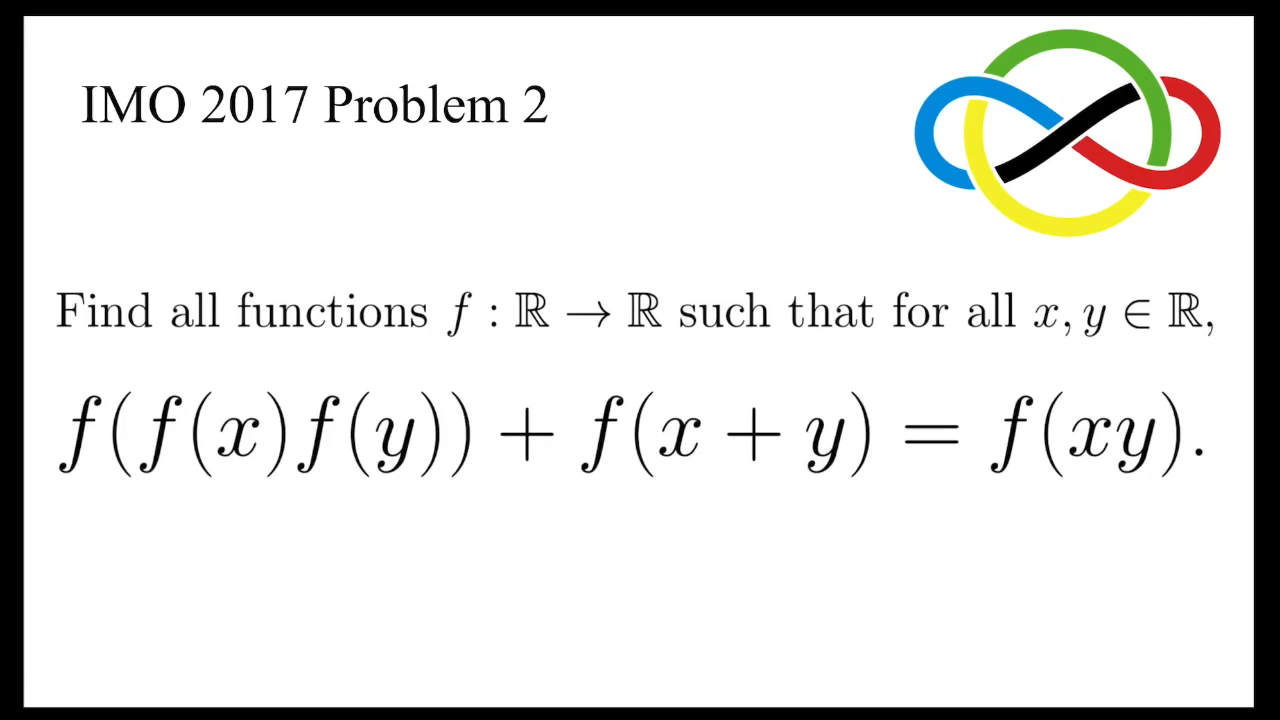 IMO 2017 Problem 2
Find all functions f : ℝ → ℝ such that for all x, y ∈ ℝ,
f(f(x)f(y)) + f(x + y) = f(xy).